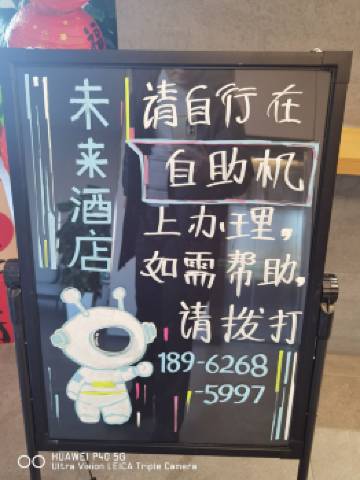 未来酒店
请自行在
自助机
上办理，
如需帮助，
请拨打
189-6268
-5997
HUAWEI P40 5G
Ultra Vision LEICA Triple Camera